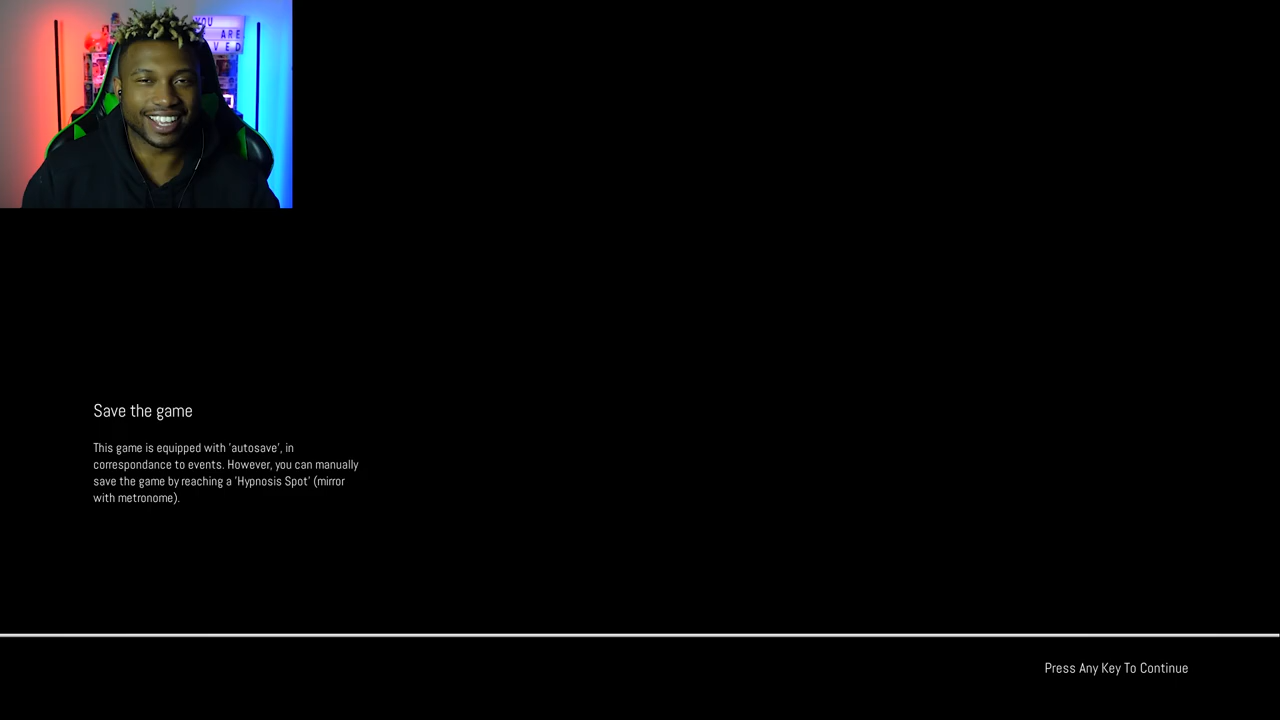 YOU
ARE
VED
Save the game
This game is equipped with 'autosave', in
correspondance to events. However, you can manually
save the game by reaching a 'Hypnosis Spot' (mirror
with metronome).
Press Any Key To Continue